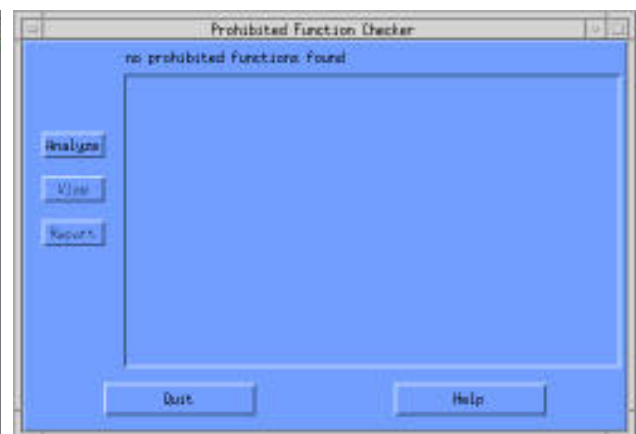 Prohibited Function Checker
no prohibited functions found
Analyze
View
Report
Quit
Help